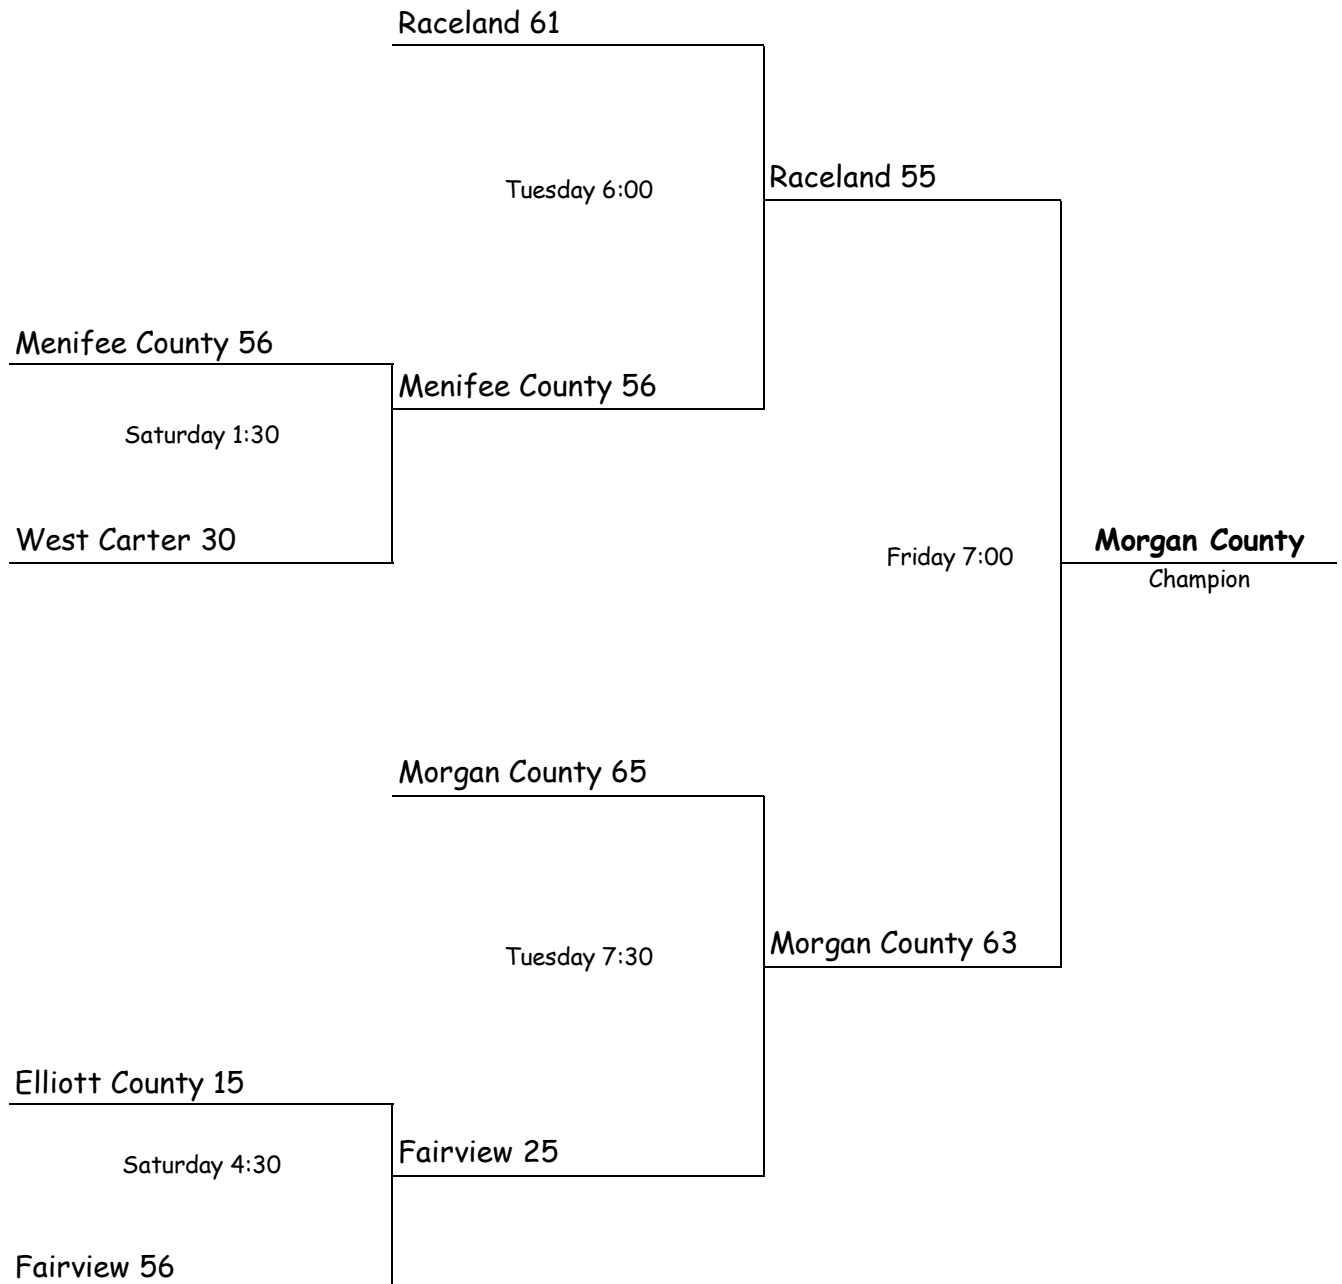 Raceland 61
Tuesday 6:00
Raceland 55
Menifee County 56
Menifee County 56
Saturday 1:30
West Carter 30
Friday 7:00
Morgan County
Champion
Morgan County 65
Tuesday 7:30
Morgan County 63
Elliott County 15
Fairview 25
Saturday 4:30
Fairview 56